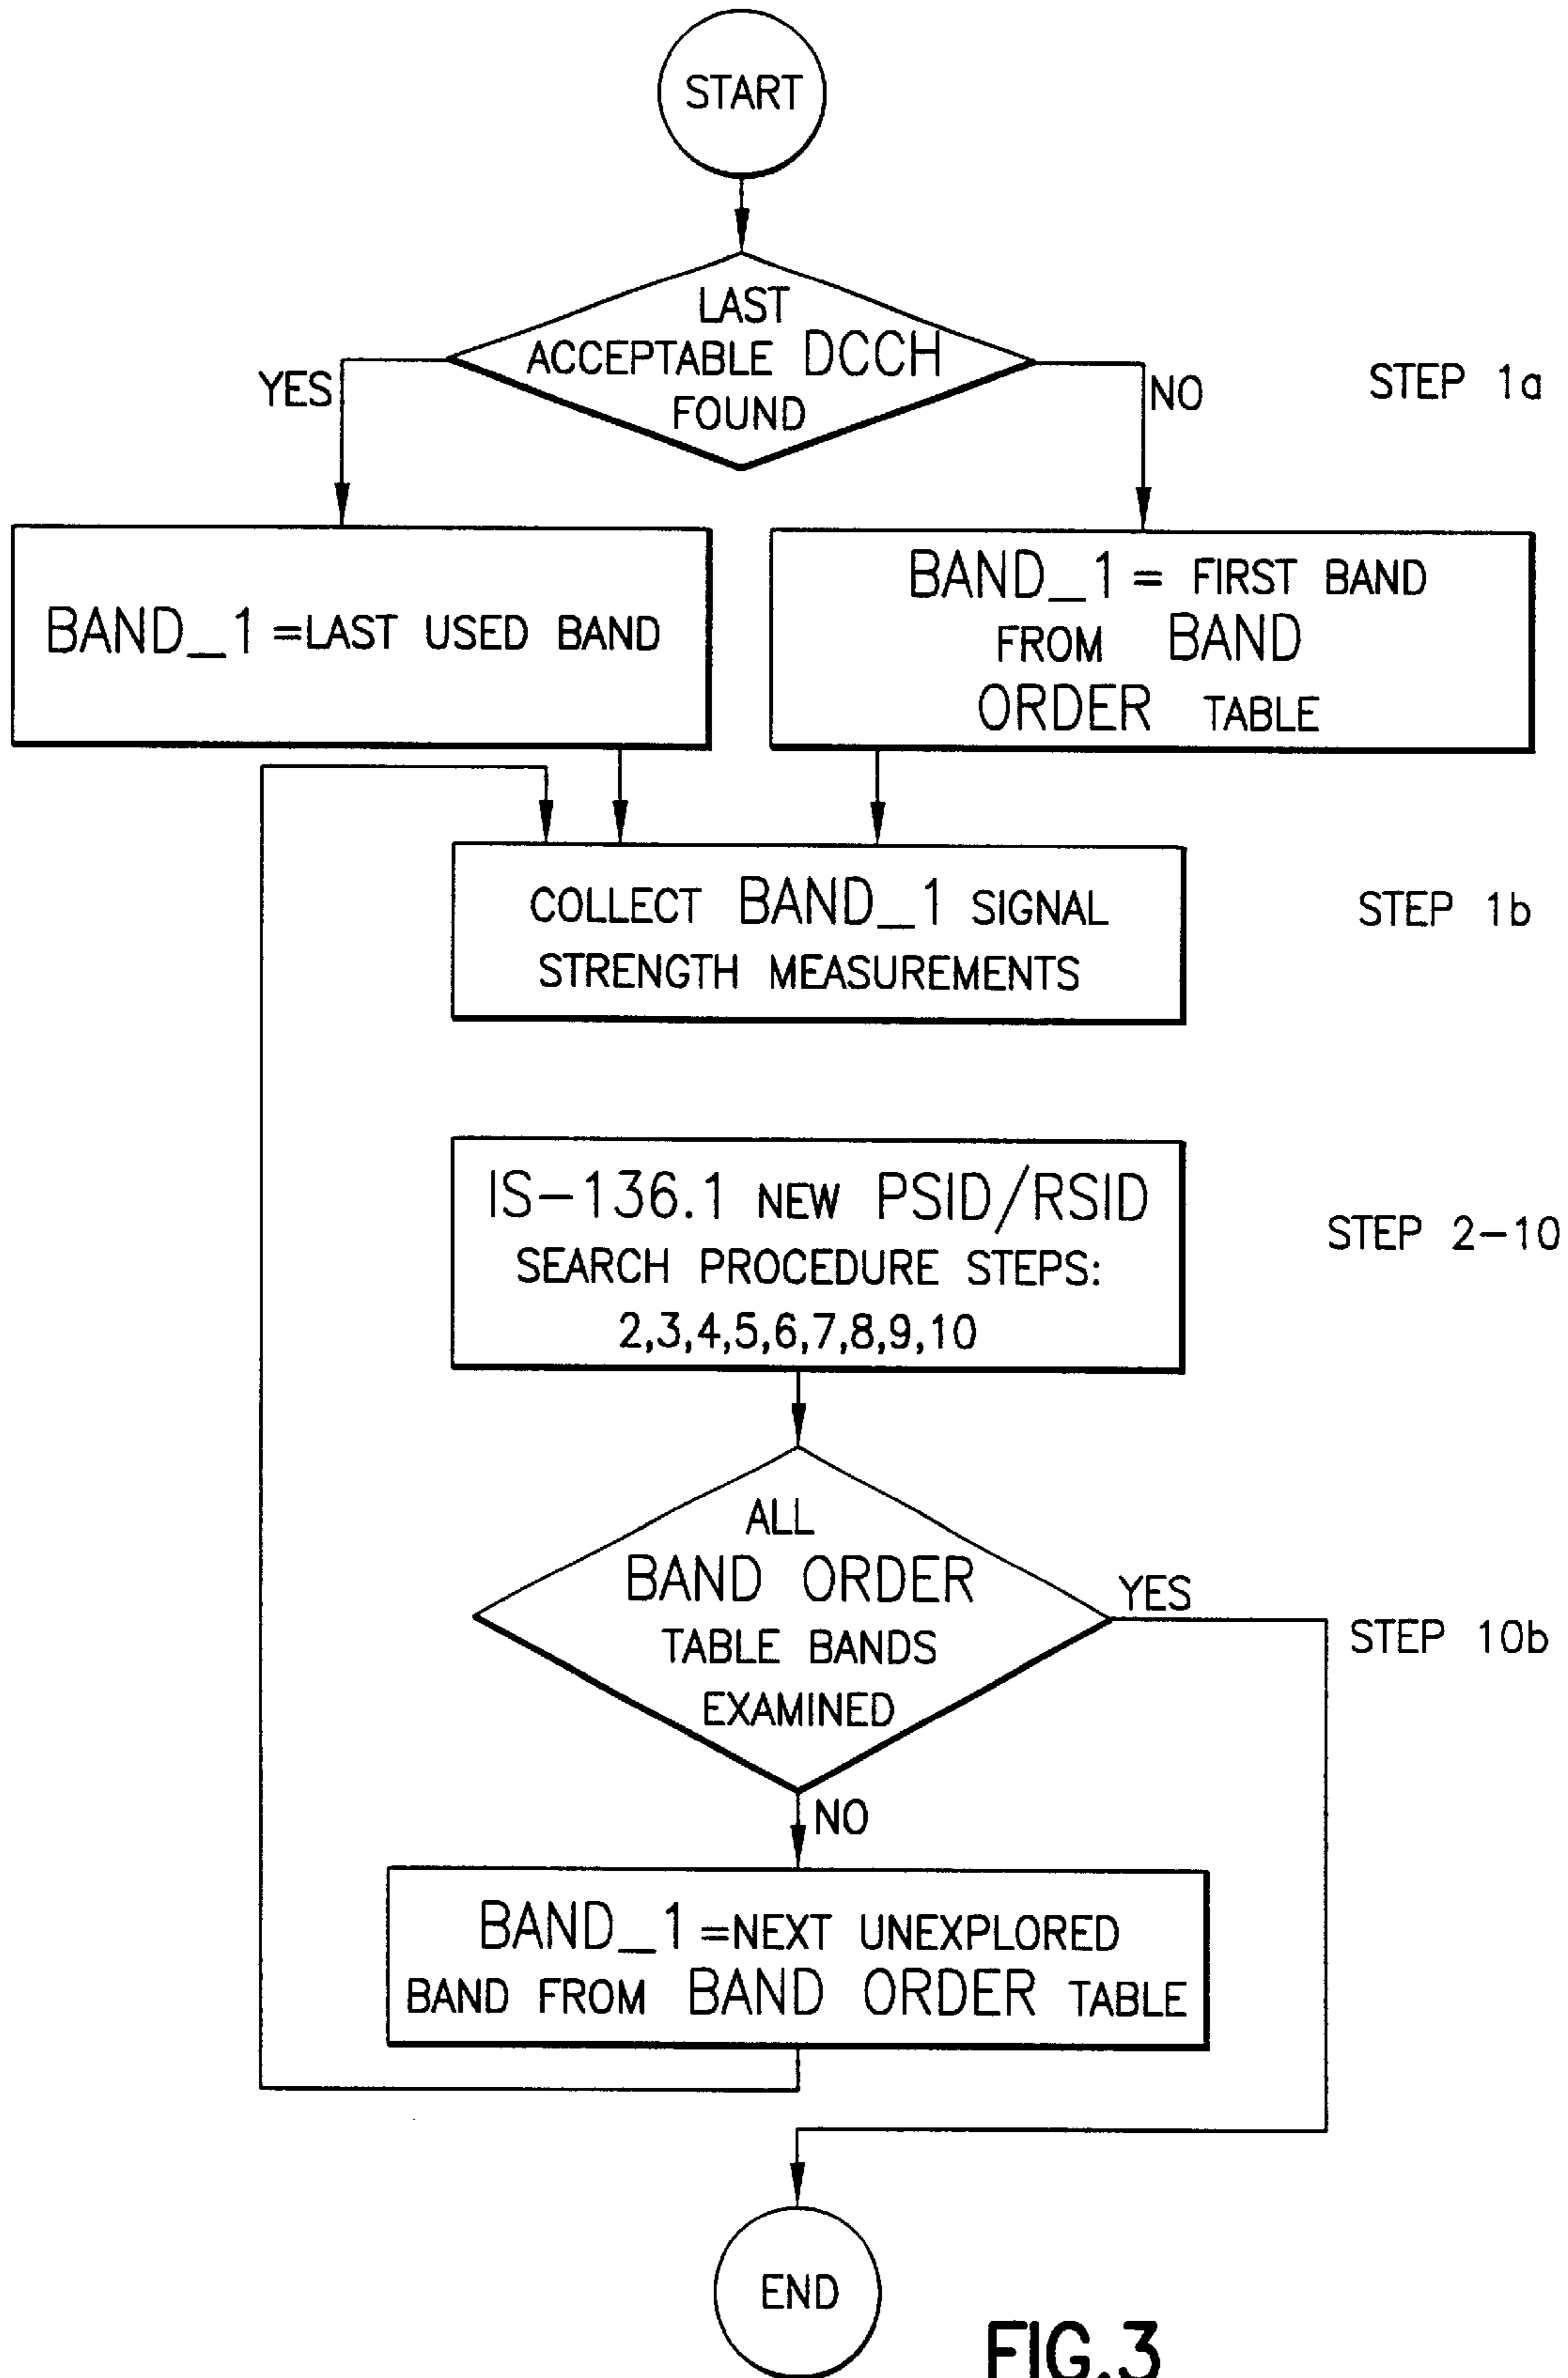 START
LAST
ACCEPTABLE DCCH
FOUND
YES
NO
STEP 1a
BAND_1 =LAST USED BAND
BAND_1 = FIRST BAND
FROM BAND
ORDER TABLE
COLLECT BAND_1 SIGNAL
STRENGTH MEASUREMENTS
STEP 1b
IS-136.1 NEW PSID/RSID
SEARCH PROCEDURE STEPS:
2,3,4,5,6,7,8,9,10
STEP 2-10
ALL
BAND ORDER
TABLE BANDS
EXAMINED
YES
STEP 10b
NO
BAND_1 =NEXT UNEXPLORED
BAND FROM BAND ORDER TABLE
END
FIG.3